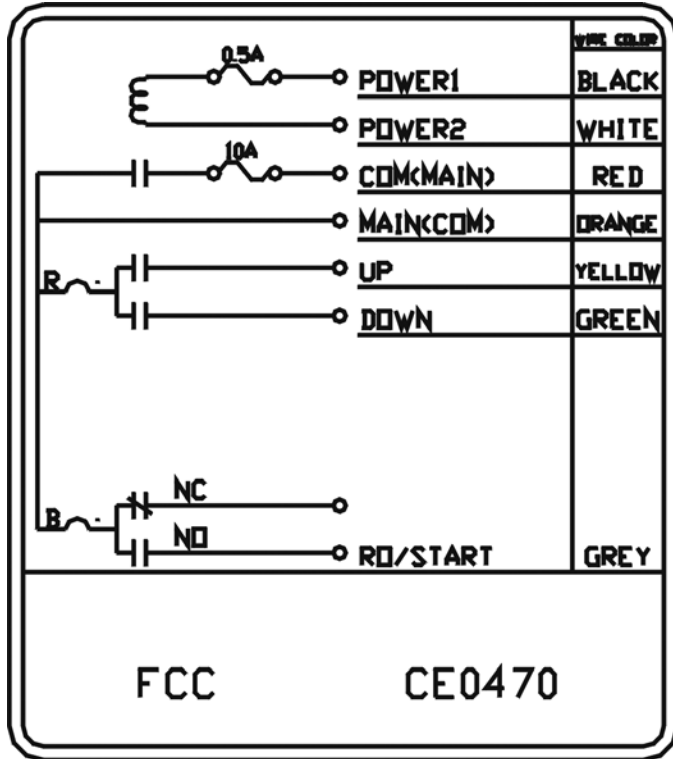 WIRE COLOR
0.5A
POWER1 BLACK
POWER2 WHITE
10A
COM(MAIN) RED
MAIN(COM) ORANGE
R UP YELLOW
DOWN GREEN
NC
B
NO
RO/START GREY
FCC CE0470